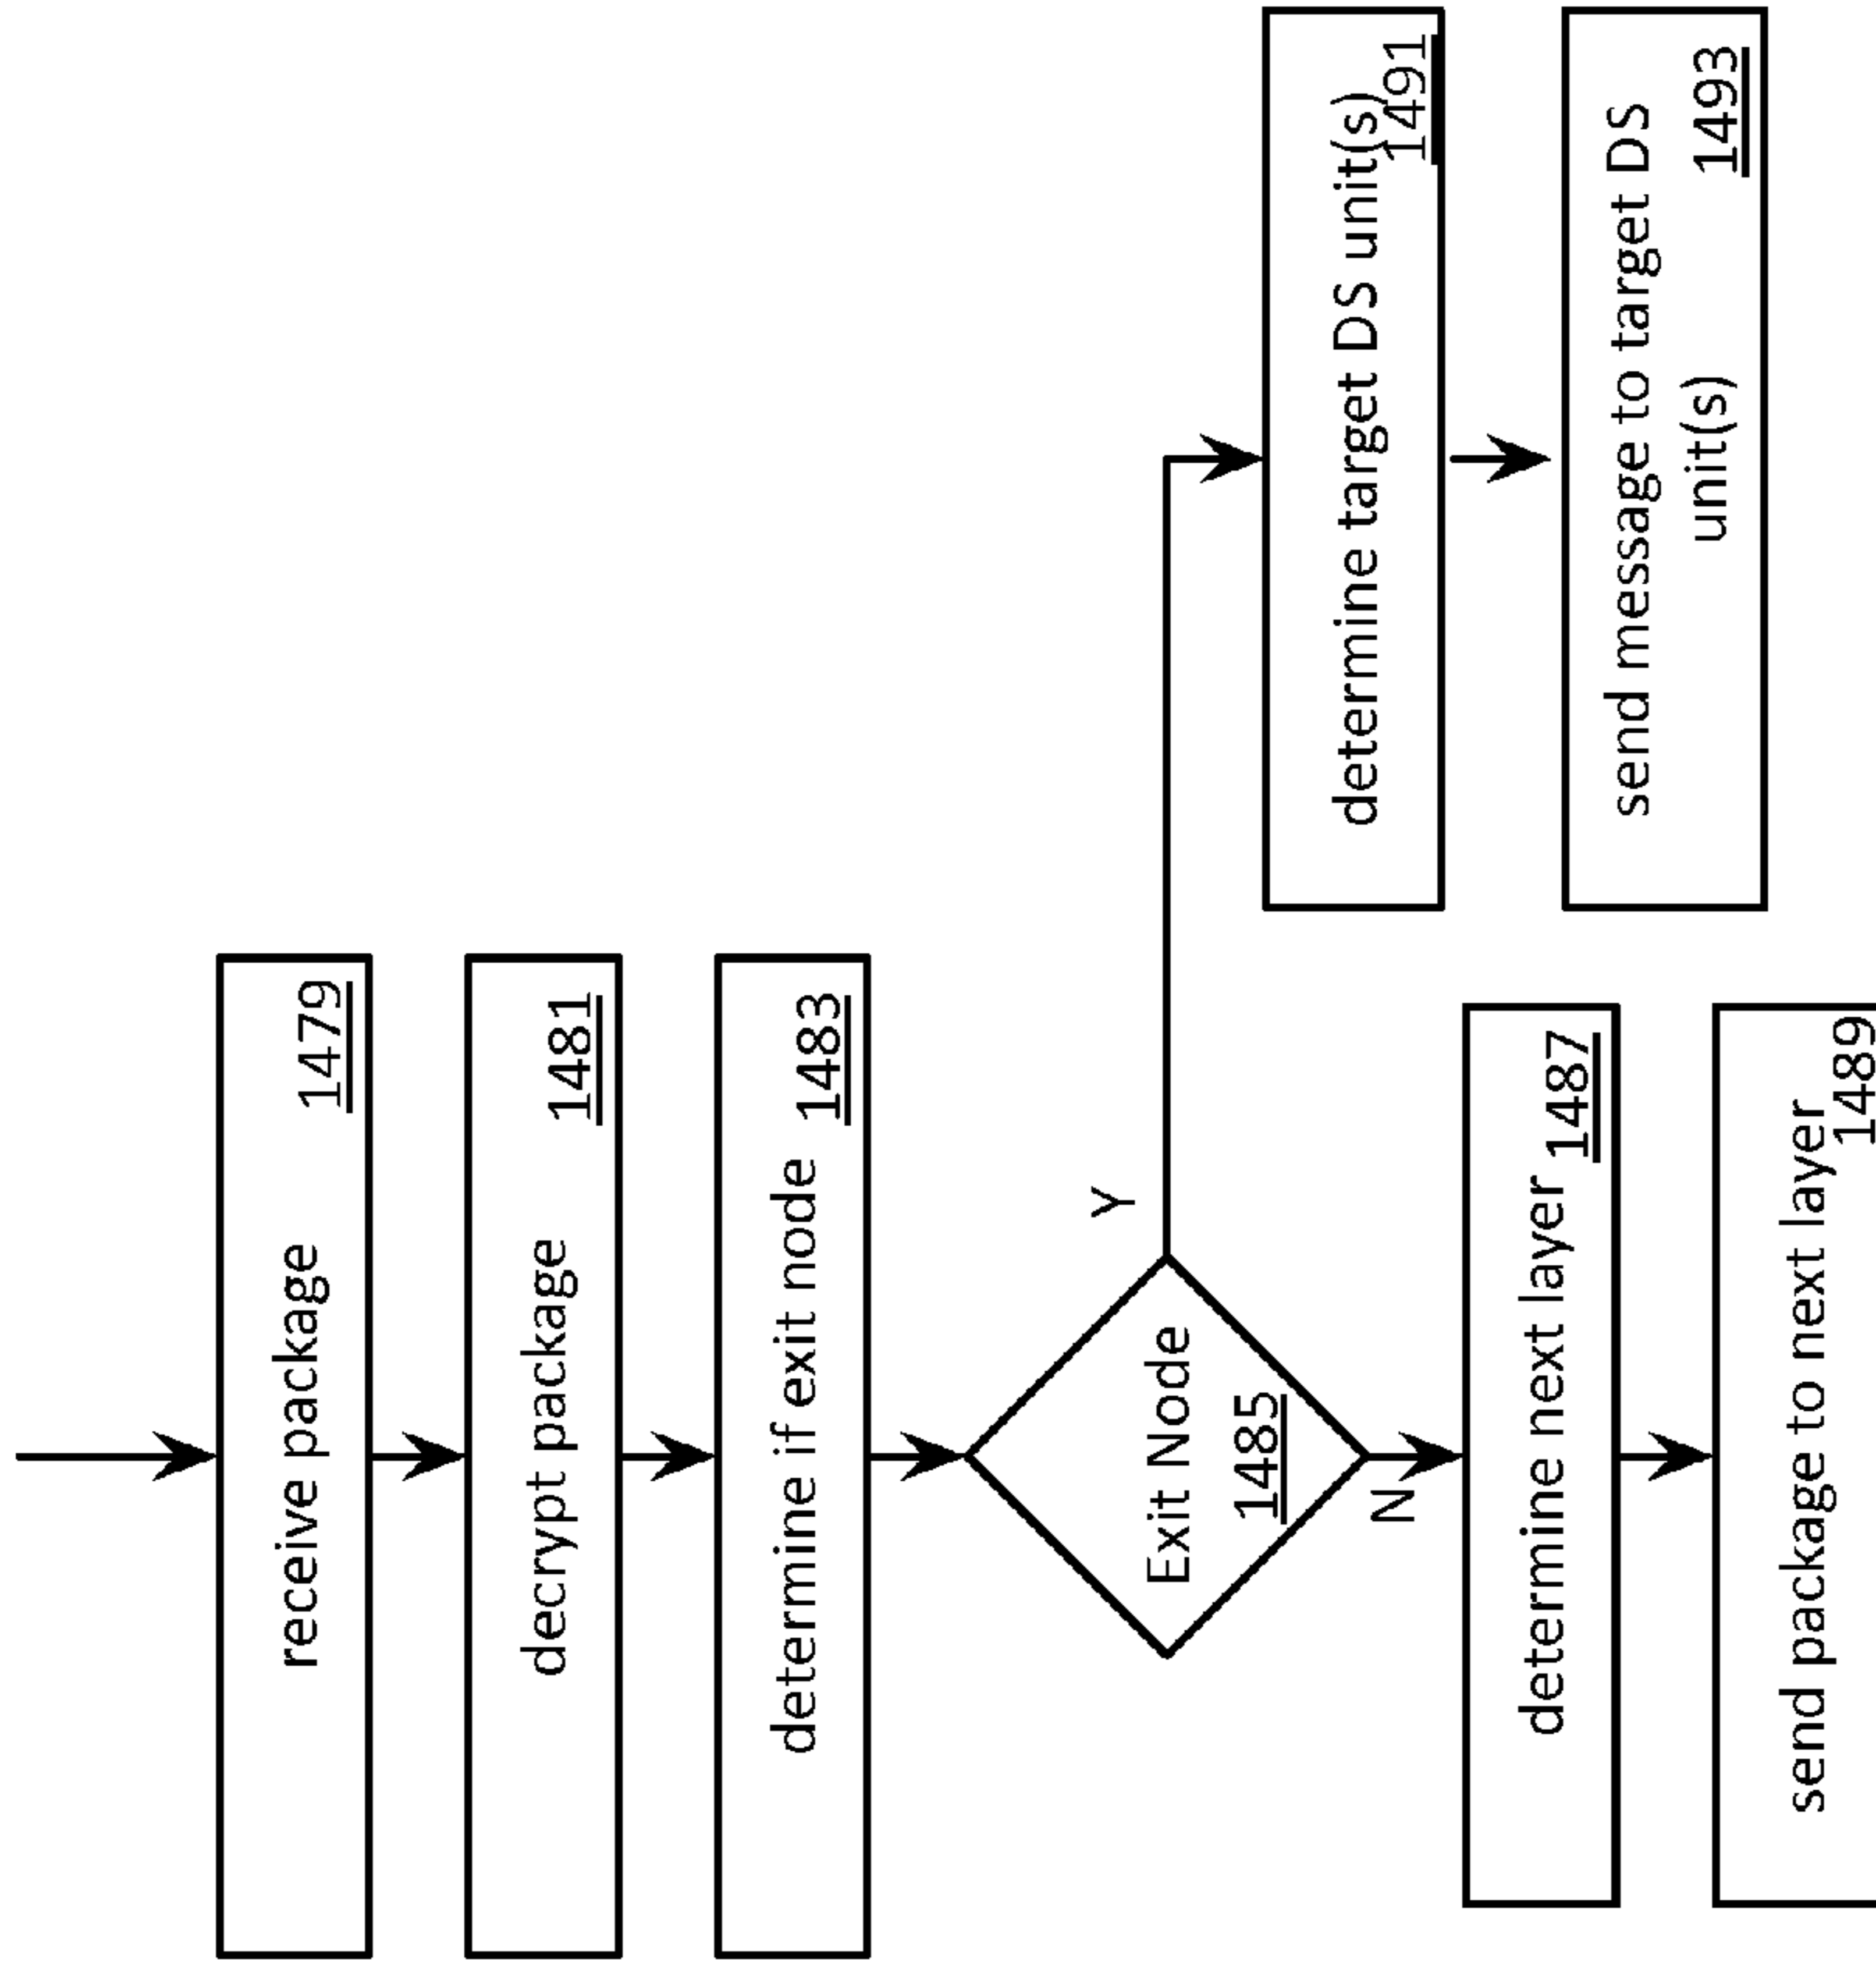 receive package
1479
decrypt package
1481
determine if exit node 1483
Exit Node
1485
Y
N
determine next layer 1487
send package to next layer
1489
determine target DS unit(s)
1491
send message to target DS
unit(s)
1493